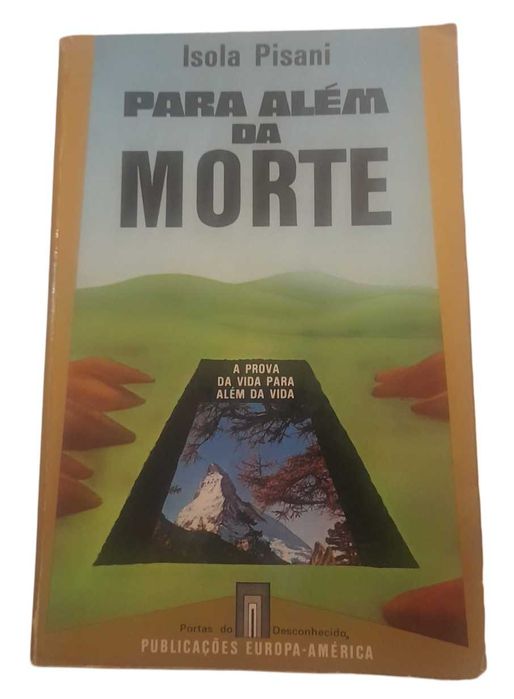 Isola Pisani
PARA ALÉM
DA
MORTE
A PROVA
DA VIDA PARA
ALÉM DA VIDA
Portas do Desconhecido
PUBLICAÇÕES EUROPA-AMÉRICA